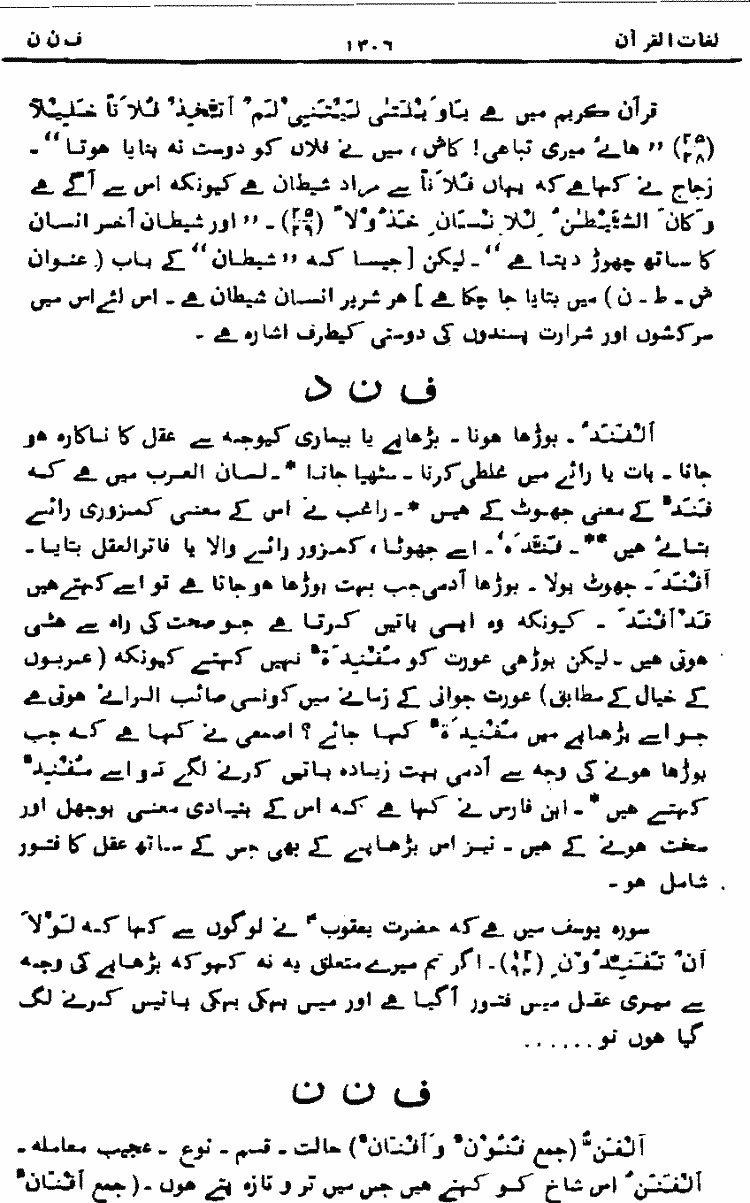 لغات القرآن ۱۳۰۶ ف ن ن
قرآن کریم میں ہے یٰوَیْلَتٰی لَیْتَنِیْ لَمْ اَتَّخِذْ فُلَاناً خَلِیْلاً
(۲۵/۲۸) ”ہائے میری تباہی! کاش، میں نے فلاں کو دوست نہ بنایا ہوتا“۔
زجاج نے کہا ہے کہ یہاں فُلَاناً سے مراد شیطان ہے کیونکہ اس سے آگے ہے
وَ کَانَ الشَّیْطٰنُ لِلْاِنْسَانِ خَذُوْلاً (۲۵/۲۹)۔ ”اور شیطان آخر انسان
کا ساتھ چھوڑ دیتا ہے“۔ لیکن [جیسا کہ ”شیطان“ کے باب (عنوان
ش ۔ ط ۔ ن) میں بتایا جا چکا ہے] ہر شریر انسان شیطان ہے ۔ اس لئے اس میں
سرکشوں اور شرارت پسندوں کی دوستی کیطرف اشارہ ہے ۔
ف ن د
اَلْفَنَدُ ۔ بوڑھا ہونا ۔ بڑھاپے یا بیماری کیوجہ سے عقل کا ناکارہ ہو
جانا ۔ بات یا رائے میں غلطی کرنا ۔ سٹھیا جانا *۔ لسان العرب میں ہے کہ
فَنَدٌ کے معنی جھوٹ کے ہیں *۔ راغب نے اس کے معنی کمزوری رائے
بتائے ہیں **۔ فَنَّدَہٗ ۔ اسے جھوٹا ، کمزور رائے والا یا فاترالعقل بتایا ۔
اَفْنَدَ ۔ جھوٹ بولا ۔ بوڑھا آدمی جب بہت بوڑھا ہو جاتا ہے تو اسے کہتے ہیں
قَدْ اَفْنَدَ ۔ کیونکہ وہ ایسی باتیں کرتا ہے جو صحت کی راہ سے ہٹی
ہوتی ہیں ۔ لیکن بوڑھی عورت کو مُفْنِدَۃٌ نہیں کہتے کیونکہ (عربوں
کے خیال کے مطابق) عورت جوانی کے زمانے میں کونسی صائب الرائے ہوتی ہے
جو اسے بڑھاپے میں مُفْنِدَۃٌ کہا جائے ؟ اصمعی نے کہا ہے کہ جب
بوڑھا ہونے کی وجہ سے آدمی بہت زیادہ باتیں کرنے لگے تو اسے مُفْنِدٌ
کہتے ہیں *۔ ابن فارس نے کہا ہے کہ اس کے بنیادی معنی بوجھل اور
سخت ہونے کے ہیں ۔ نیز اس بڑھاپے کے بھی جس کے ساتھ عقل کا فتور
شامل ہو ۔
سورہ یوسف میں ہے کہ حضرت یعقوبؑ نے لوگوں سے کہا کہ لَوْلَا
اَنْ تُفَنِّدُوْنِ (۱۲/۹۴)۔ اگر تم میرے متعلق یہ نہ کہو کہ بڑھاپے کی وجہ
سے میری عقل میں فتور آ گیا ہے اور میں بہکی بہکی باتیں کرنے لگ
گیا ہوں تو ......
ف ن ن
اَلْفَنُّ (جمع فُنُوْنٌ وَ اَفْنَانٌ) حالت ۔ قسم ۔ نوع ۔ عجیب معاملہ ۔
اَلْفَنَنُ اس شاخ کو کہتے ہیں جس میں تر و تازہ پتے ہوں ۔ (جمع اَفْنَانٌ